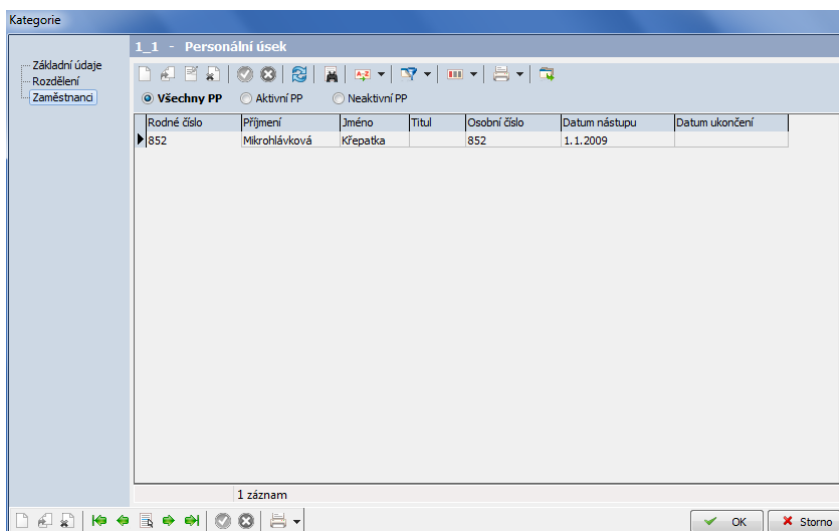 Kategorie
Základní údaje
Rozdělení
Zaměstnanci
1_1 - Personální úsek
Všechny PP Aktivní PP Neaktivní PP
Rodné číslo Příjmení Jméno Titul Osobní číslo Datum nástupu Datum ukončení
852 Mikrohlávková Křepatka 852 1.1.2009
1 záznam
OK Storno